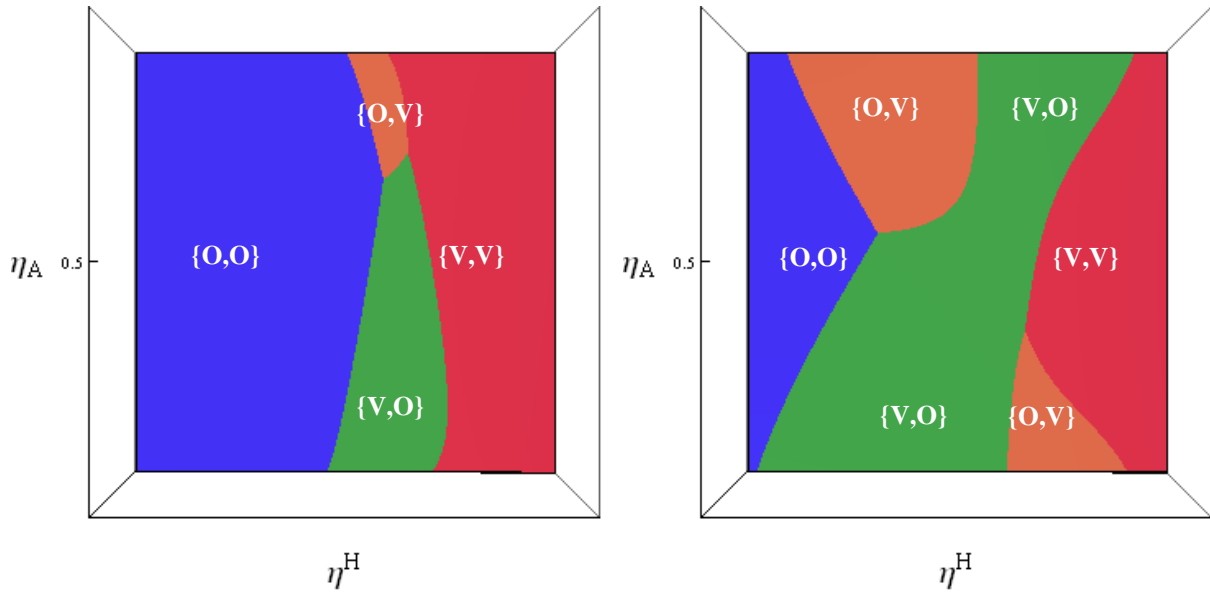 {O,V}
{O,O}
{V,V}
{V,O}
η_A 0.5
η^H
{O,V}
{V,O}
{O,O}
{V,V}
{V,O}
{O,V}
η_A 0.5
η^H